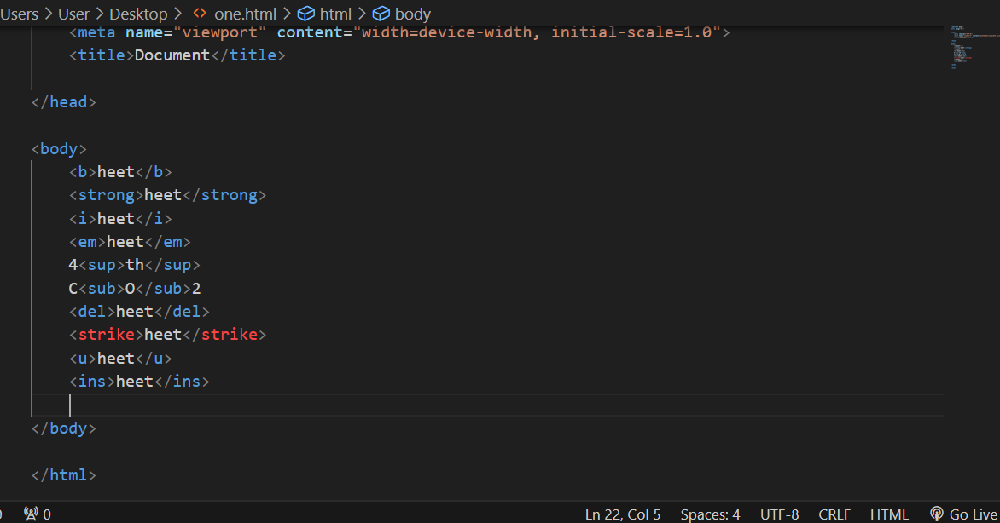 Users > User > Desktop > <> one.html > html > body
<meta name="viewport" content="width=device-width, initial-scale=1.0">
<title>Document</title>
</head>
<body>
<b>heet</b>
<strong>heet</strong>
<i>heet</i>
<em>heet</em>
4<sup>th</sup>
C<sub>O</sub>2
<del>heet</del>
<strike>heet</strike>
<u>heet</u>
<ins>heet</ins>
</body>
</html>
0 Ln 22, Col 5 Spaces: 4 UTF-8 CRLF HTML Go Live